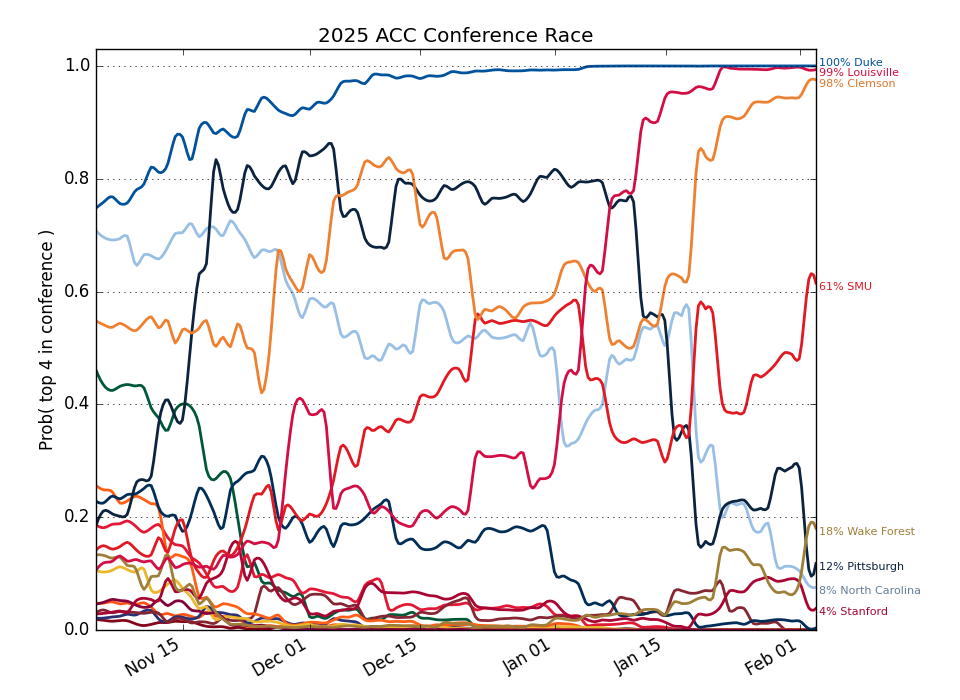 2025 ACC Conference Race
Prob( top 4 in conference )
1.0
0.8
0.6
0.4
0.2
0.0
Nov 15
Dec 01
Dec 15
Jan 01
Jan 15
Feb 01
100% Duke
99% Louisville
98% Clemson
61% SMU
18% Wake Forest
12% Pittsburgh
8% North Carolina
4% Stanford